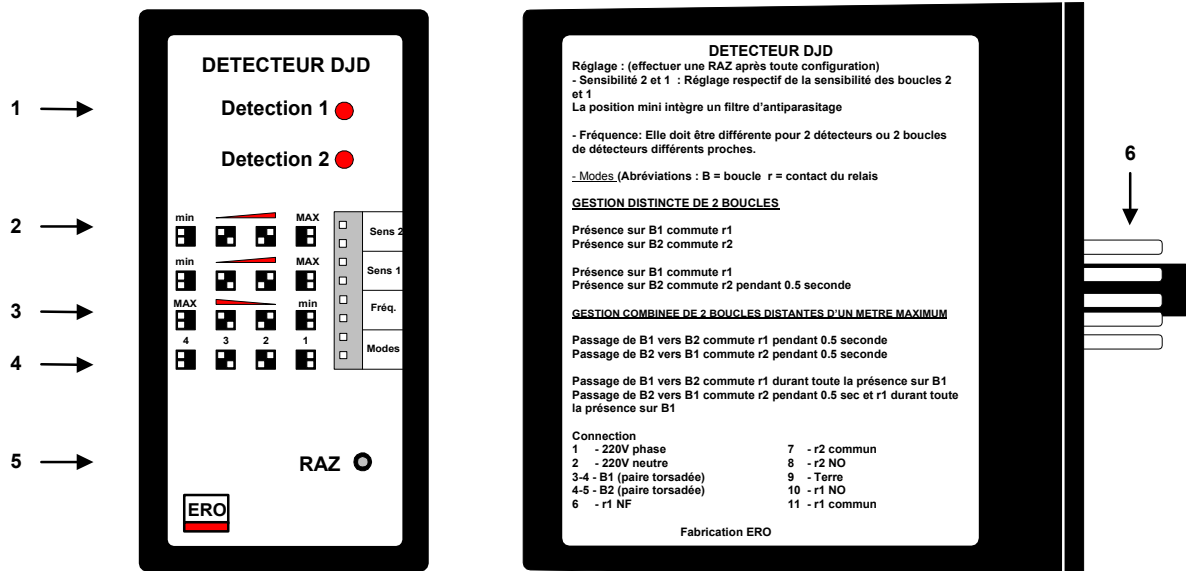 DETECTEUR DJD
1
Detection 1
Detection 2
2
min
MAX
Sens 2
min
MAX
Sens 1
3
MAX
min
Fréq.
4 3 2 1
Modes
4
5
RAZ
ERO
DETECTEUR DJD
Réglage : (effectuer une RAZ après toute configuration)
- Sensibilité 2 et 1 : Réglage respectif de la sensibilité des boucles 2
et 1
La position mini intègre un filtre d'antiparasitage
- Fréquence: Elle doit être différente pour 2 détecteurs ou 2 boucles
de détecteurs différents proches.
- Modes (Abréviations : B = boucle r = contact du relais
GESTION DISTINCTE DE 2 BOUCLES
Présence sur B1 commute r1
Présence sur B2 commute r2
Présence sur B1 commute r1
Présence sur B2 commute r2 pendant 0.5 seconde
GESTION COMBINEE DE 2 BOUCLES DISTANTES D'UN METRE MAXIMUM
Passage de B1 vers B2 commute r1 pendant 0.5 seconde
Passage de B2 vers B1 commute r2 pendant 0.5 seconde
Passage de B1 vers B2 commute r1 durant toute la présence sur B1
Passage de B2 vers B1 commute r2 pendant 0.5 sec et r1 durant toute
la présence sur B1
Connection
1 - 220V phase
2 - 220V neutre
3-4 - B1 (paire torsadée)
4-5 - B2 (paire torsadée)
6 - r1 NF
7 - r2 commun
8 - r2 NO
9 - Terre
10 - r1 NO
11 - r1 commun
Fabrication ERO
6